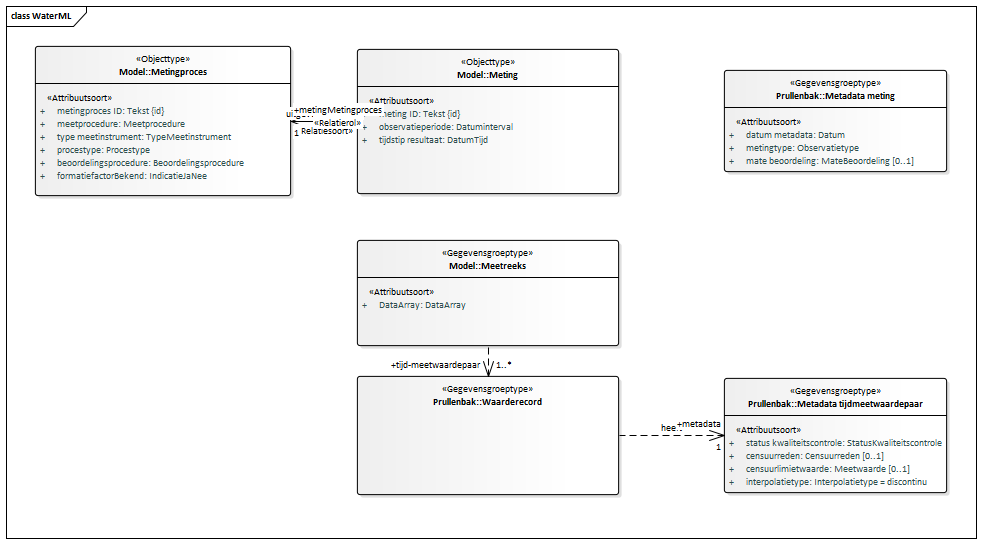 class WaterML
«Objecttype»
Model::Metingproces
«Attribuutsoort»
+ metingproces ID: Tekst {id}
+ meetprocedure: Meetprocedure
+ type meetinstrument: TypeMeetinstrument
+ procestype: Procestype
+ beoordelingsprocedure: Beoordelingsprocedure
+ formatiefactorBekend: IndicatieJaNee
+metingMetingproces
«Relatierol»
1
Relatiesoort»
«Objecttype»
Model::Meting
«Attribuutsoort»
meting ID: Tekst {id}
+ observatieperiode: Datuminterval
+ tijdstip resultaat: DatumTijd
«Gegevensgroeptype»
Prullenbak::Metadata meting
«Attribuutsoort»
+ datum metadata: Datum
+ metingtype: Observatietype
+ mate beoordeling: MateBeoordeling [0..1]
«Gegevensgroeptype»
Model::Meetreeks
«Attribuutsoort»
+ DataArray: DataArray
+tijd-meetwaardepaar
1..*
«Gegevensgroeptype»
Prullenbak::Waarderecord
+metadata
1
«Gegevensgroeptype»
Prullenbak::Metadata tijdmeetwaardepaar
«Attribuutsoort»
+ status kwaliteitscontrole: StatusKwaliteitscontrole
+ censuurreden: Censuurreden [0..1]
+ censuurlimietwaarde: Meetwaarde [0..1]
+ interpolatietype: Interpolatietype = discontinu